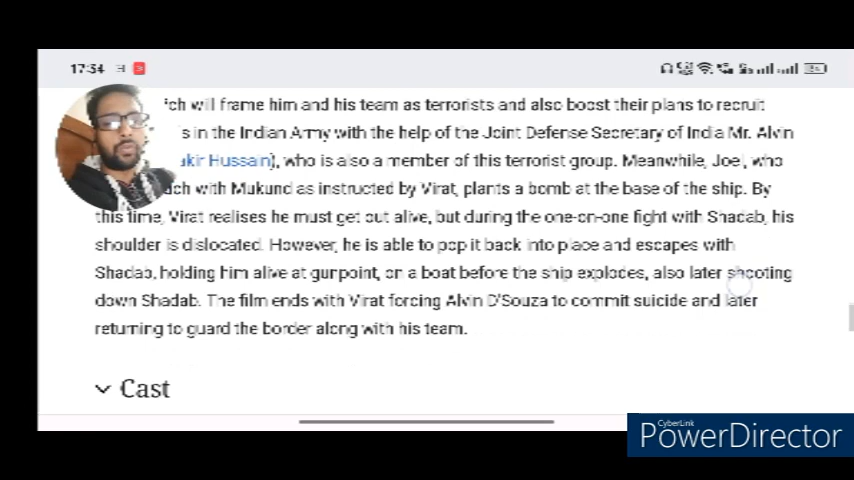 17:54
ch will frame him and his team as terrorists and also boost their plans to recruit
s in the Indian Army with the help of the Joint Defense Secretary of India Mr. Alvin
akir Hussain), who is also a member of this terrorist group. Meanwhile, Joel, who
ch with Mukund as instructed by Virat, plants a bomb at the base of the ship. By
this time, Virat realises he must get out alive, but during the one-on-one fight with Shadab, his
shoulder is dislocated. However, he is able to pop it back into place and escapes with
Shadab, holding him alive at gunpoint, on a boat before the ship explodes, also later shooting
down Shadab. The film ends with Virat forcing Alvin D'Souza to commit suicide and later
returning to guard the border along with his team.
Cast
CyberLink
PowerDirector